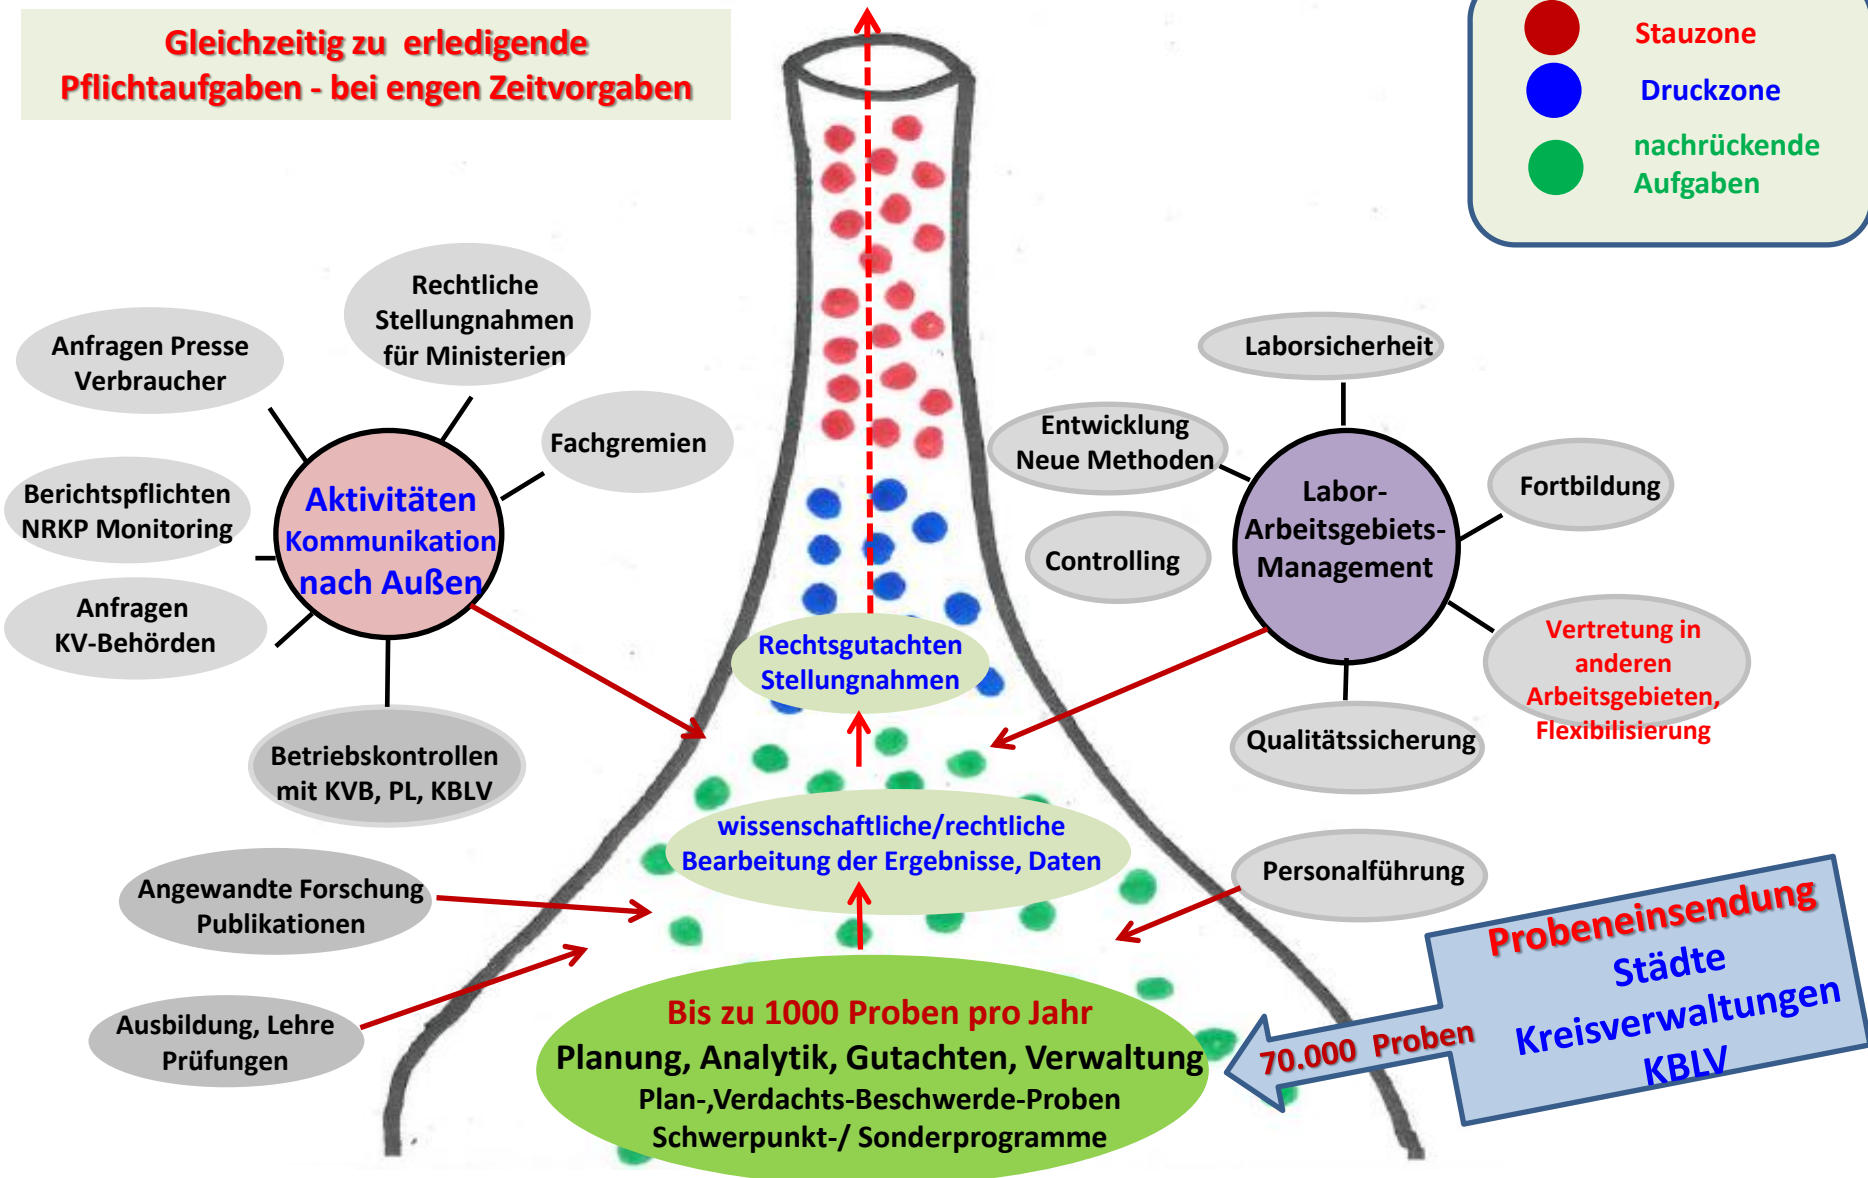 Gleichzeitig zu erledigende
Pflichtaufgaben - bei engen Zeitvorgaben
Stauzone
Druckzone
nachrückende
Aufgaben
Rechtliche
Stellungnahmen
für Ministerien
Anfragen Presse
Verbraucher
Fachgremien
Berichtspflichten
NRKP Monitoring
Aktivitäten
Kommunikation
nach Außen
Anfragen
KV-Behörden
Betriebskontrollen
mit KVB, PL, KBLV
Angewandte Forschung
Publikationen
Ausbildung, Lehre
Prüfungen
Laborsicherheit
Entwicklung
Neue Methoden
Controlling
Labor-
Arbeitsgebiets-
Management
Fortbildung
Vertretung in
anderen
Arbeitsgebieten,
Flexibilisierung
Qualitätssicherung
Personalführung
Rechtsgutachten
Stellungnahmen
wissenschaftliche/rechtliche
Bearbeitung der Ergebnisse, Daten
Bis zu 1000 Proben pro Jahr
Planung, Analytik, Gutachten, Verwaltung
Plan-,Verdachts-Beschwerde-Proben
Schwerpunkt-/ Sonderprogramme
70.000 Proben
Probeneinsendung
Städte
Kreisverwaltungen
KBLV